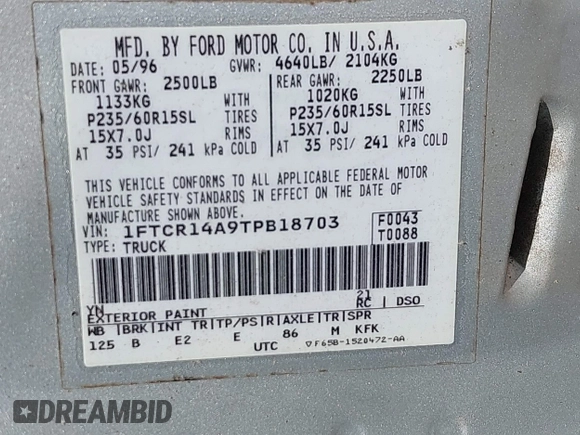 MFD. BY FORD MOTOR CO. IN U.S.A.
DATE: 05/96 GVWR: 4640LB/ 2104KG
FRONT GAWR: 2500LB REAR GAWR: 2250LB
1133KG WITH 1020KG WITH
P235/60R15SL TIRES P235/60R15SL TIRES
15X7.0J RIMS 15X7.0J RIMS
AT 35 PSI/ 241 kPa COLD AT 35 PSI/ 241 kPa COLD
THIS VEHICLE CONFORMS TO ALL APPLICABLE FEDERAL MOTOR
VEHICLE SAFETY STANDARDS IN EFFECT ON THE DATE OF
MANUFACTURE SHOWN ABOVE.
VIN: 1FTCR14A9TPB18703 F0043
TYPE: TRUCK T0088
YN 21
EXTERIOR PAINT RC | DSO
WB |BRK|INT TR|TP/PS|R|AXLE|TR|SPR
125 B E2 E 86 M KFK
UTC ▽F65B-1520472-AA
DREAMBID